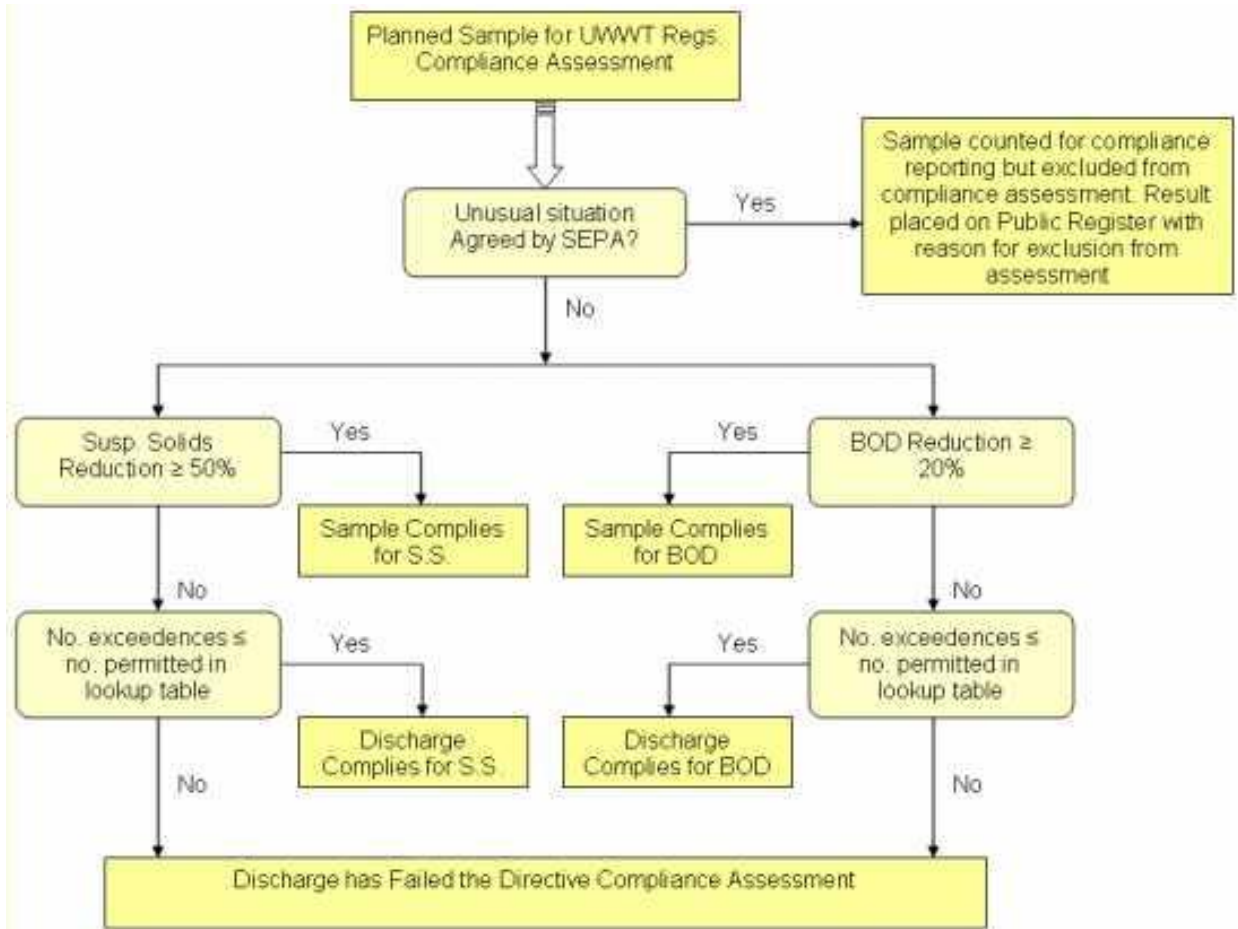 Planned Sample for UWWT Regs.
Compliance Assessment
Sample counted for compliance
reporting but excluded from
compliance assessment. Result
placed on Public Register with
reason for exclusion from
assessment
Unusual situation
Agreed by SEPA?
Yes
No
Susp. Solids
Reduction ≥ 50%
Yes
Yes
BOD Reduction ≥
20%
Sample Complies
for S.S.
Sample Complies
for BOD
No
No
No. exceedences ≤
no. permitted in
lookup table
Yes
Yes
No. exceedences ≤
no. permitted in
lookup table
Discharge
Complies for S.S.
Discharge
Complies for BOD
No
No
Discharge has Failed the Directive Compliance Assessment